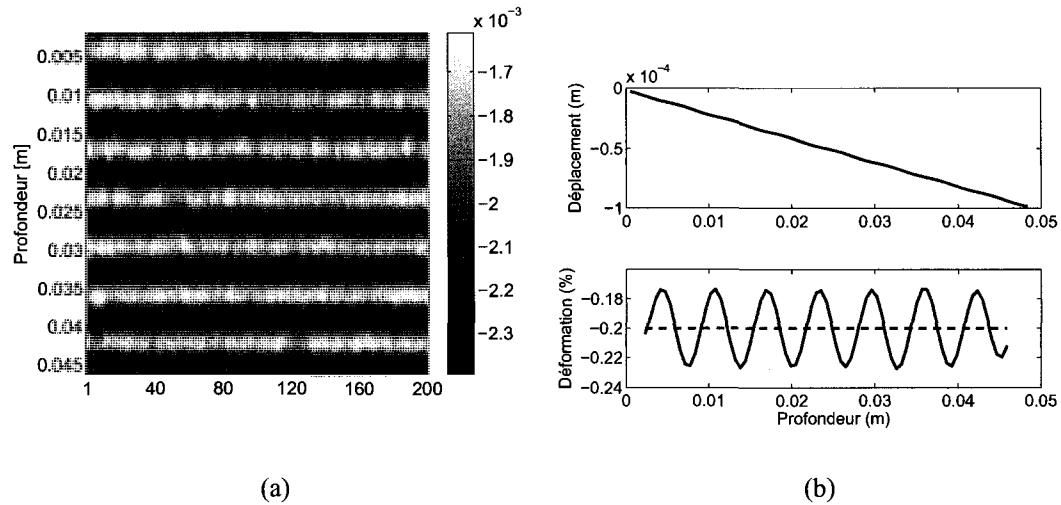 x 10⁻³
0.005
0.01
0.015
0.02
0.025
0.03
0.035
0.04
0.045
Profondeur [m]
1 40 80 120 160 200
−1.7
−1.8
−1.9
−2
−2.1
−2.2
−2.3
(a)
x 10⁻⁴
0
−0.5
−1
Déplacement (m)
0 0.01 0.02 0.03 0.04 0.05
−0.18
−0.2
−0.22
−0.24
Déformation (%)
0 0.01 0.02 0.03 0.04 0.05
Profondeur (m)
(b)